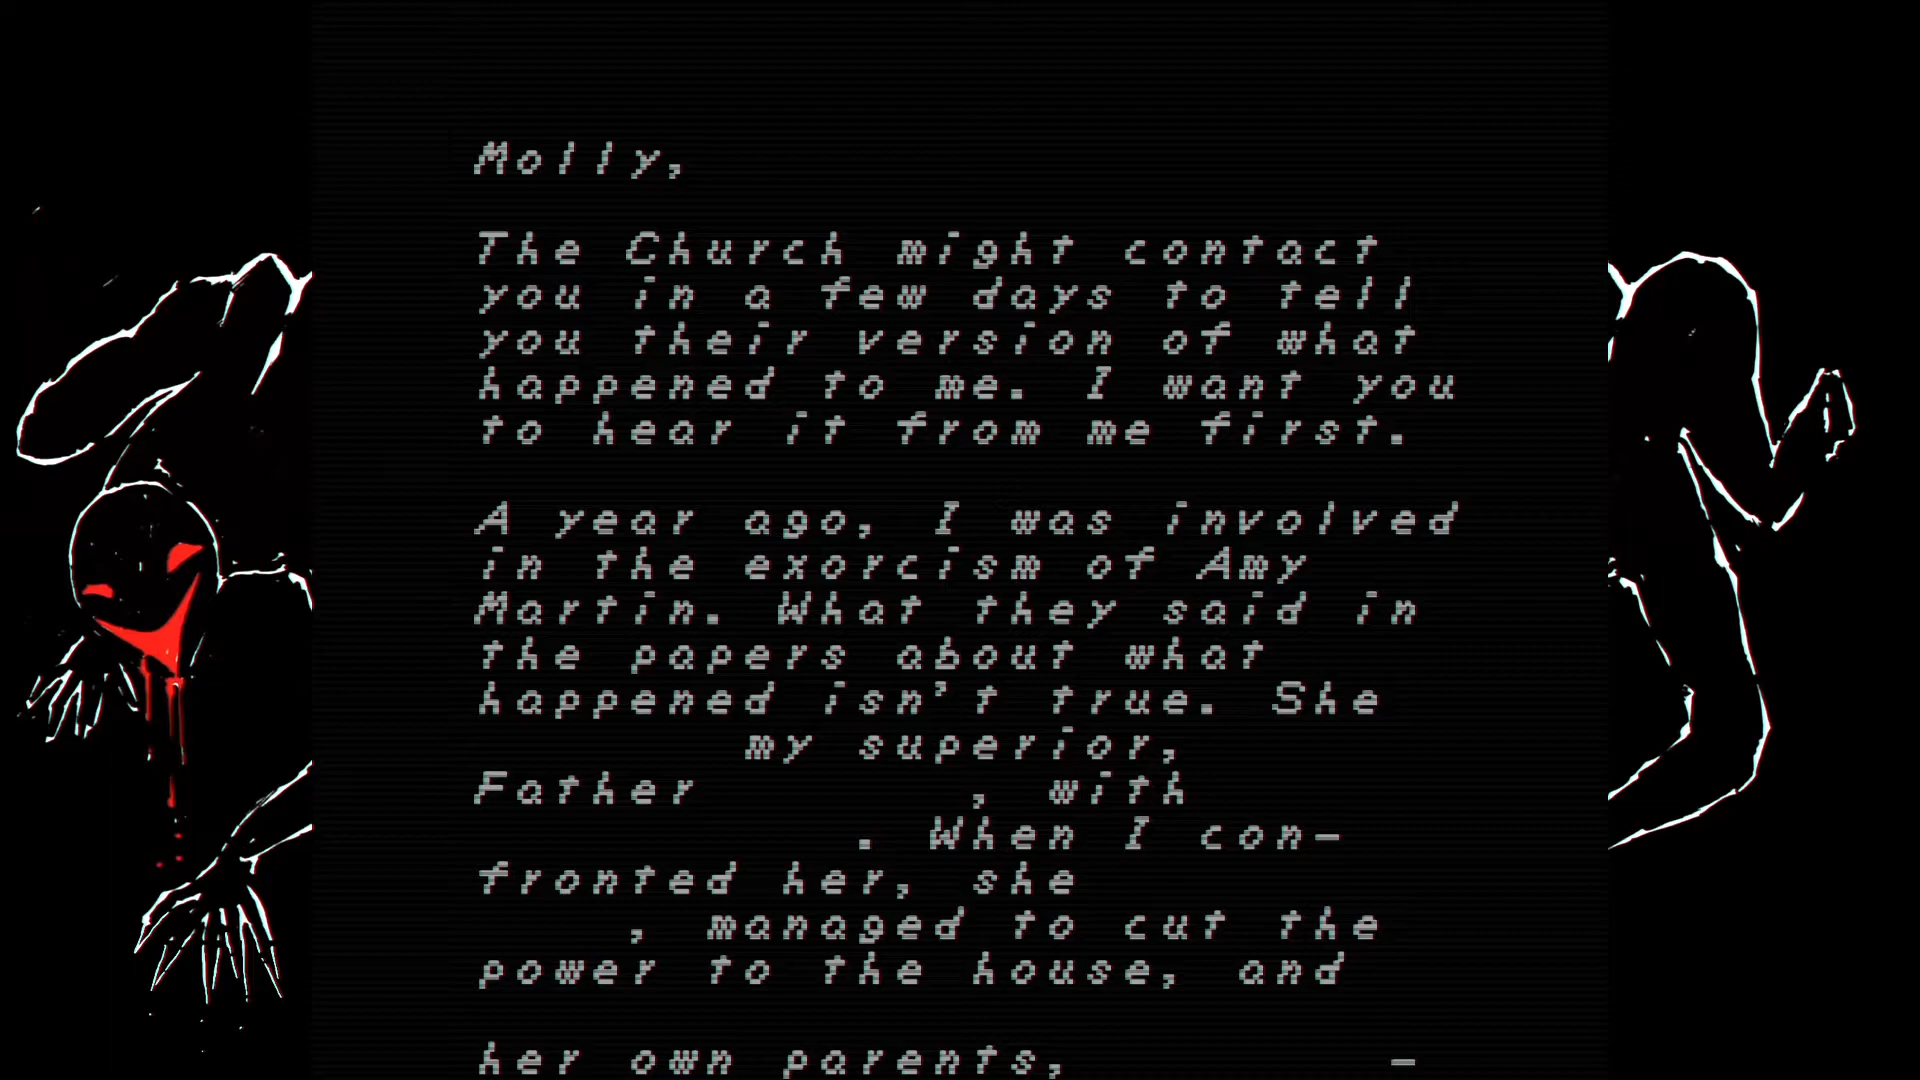 Molly,
The Church might contact
you in a few days to tell
you their version of what
happened to me. I want you
to hear it from me first.
A year ago, I was involved
in the exorcism of Amy
Martin. What they said in
the papers about what
happened isn't true. She
my superior,
Father , with
. When I con-
fronted her, she
, managed to cut the
power to the house, and
her own parents, -